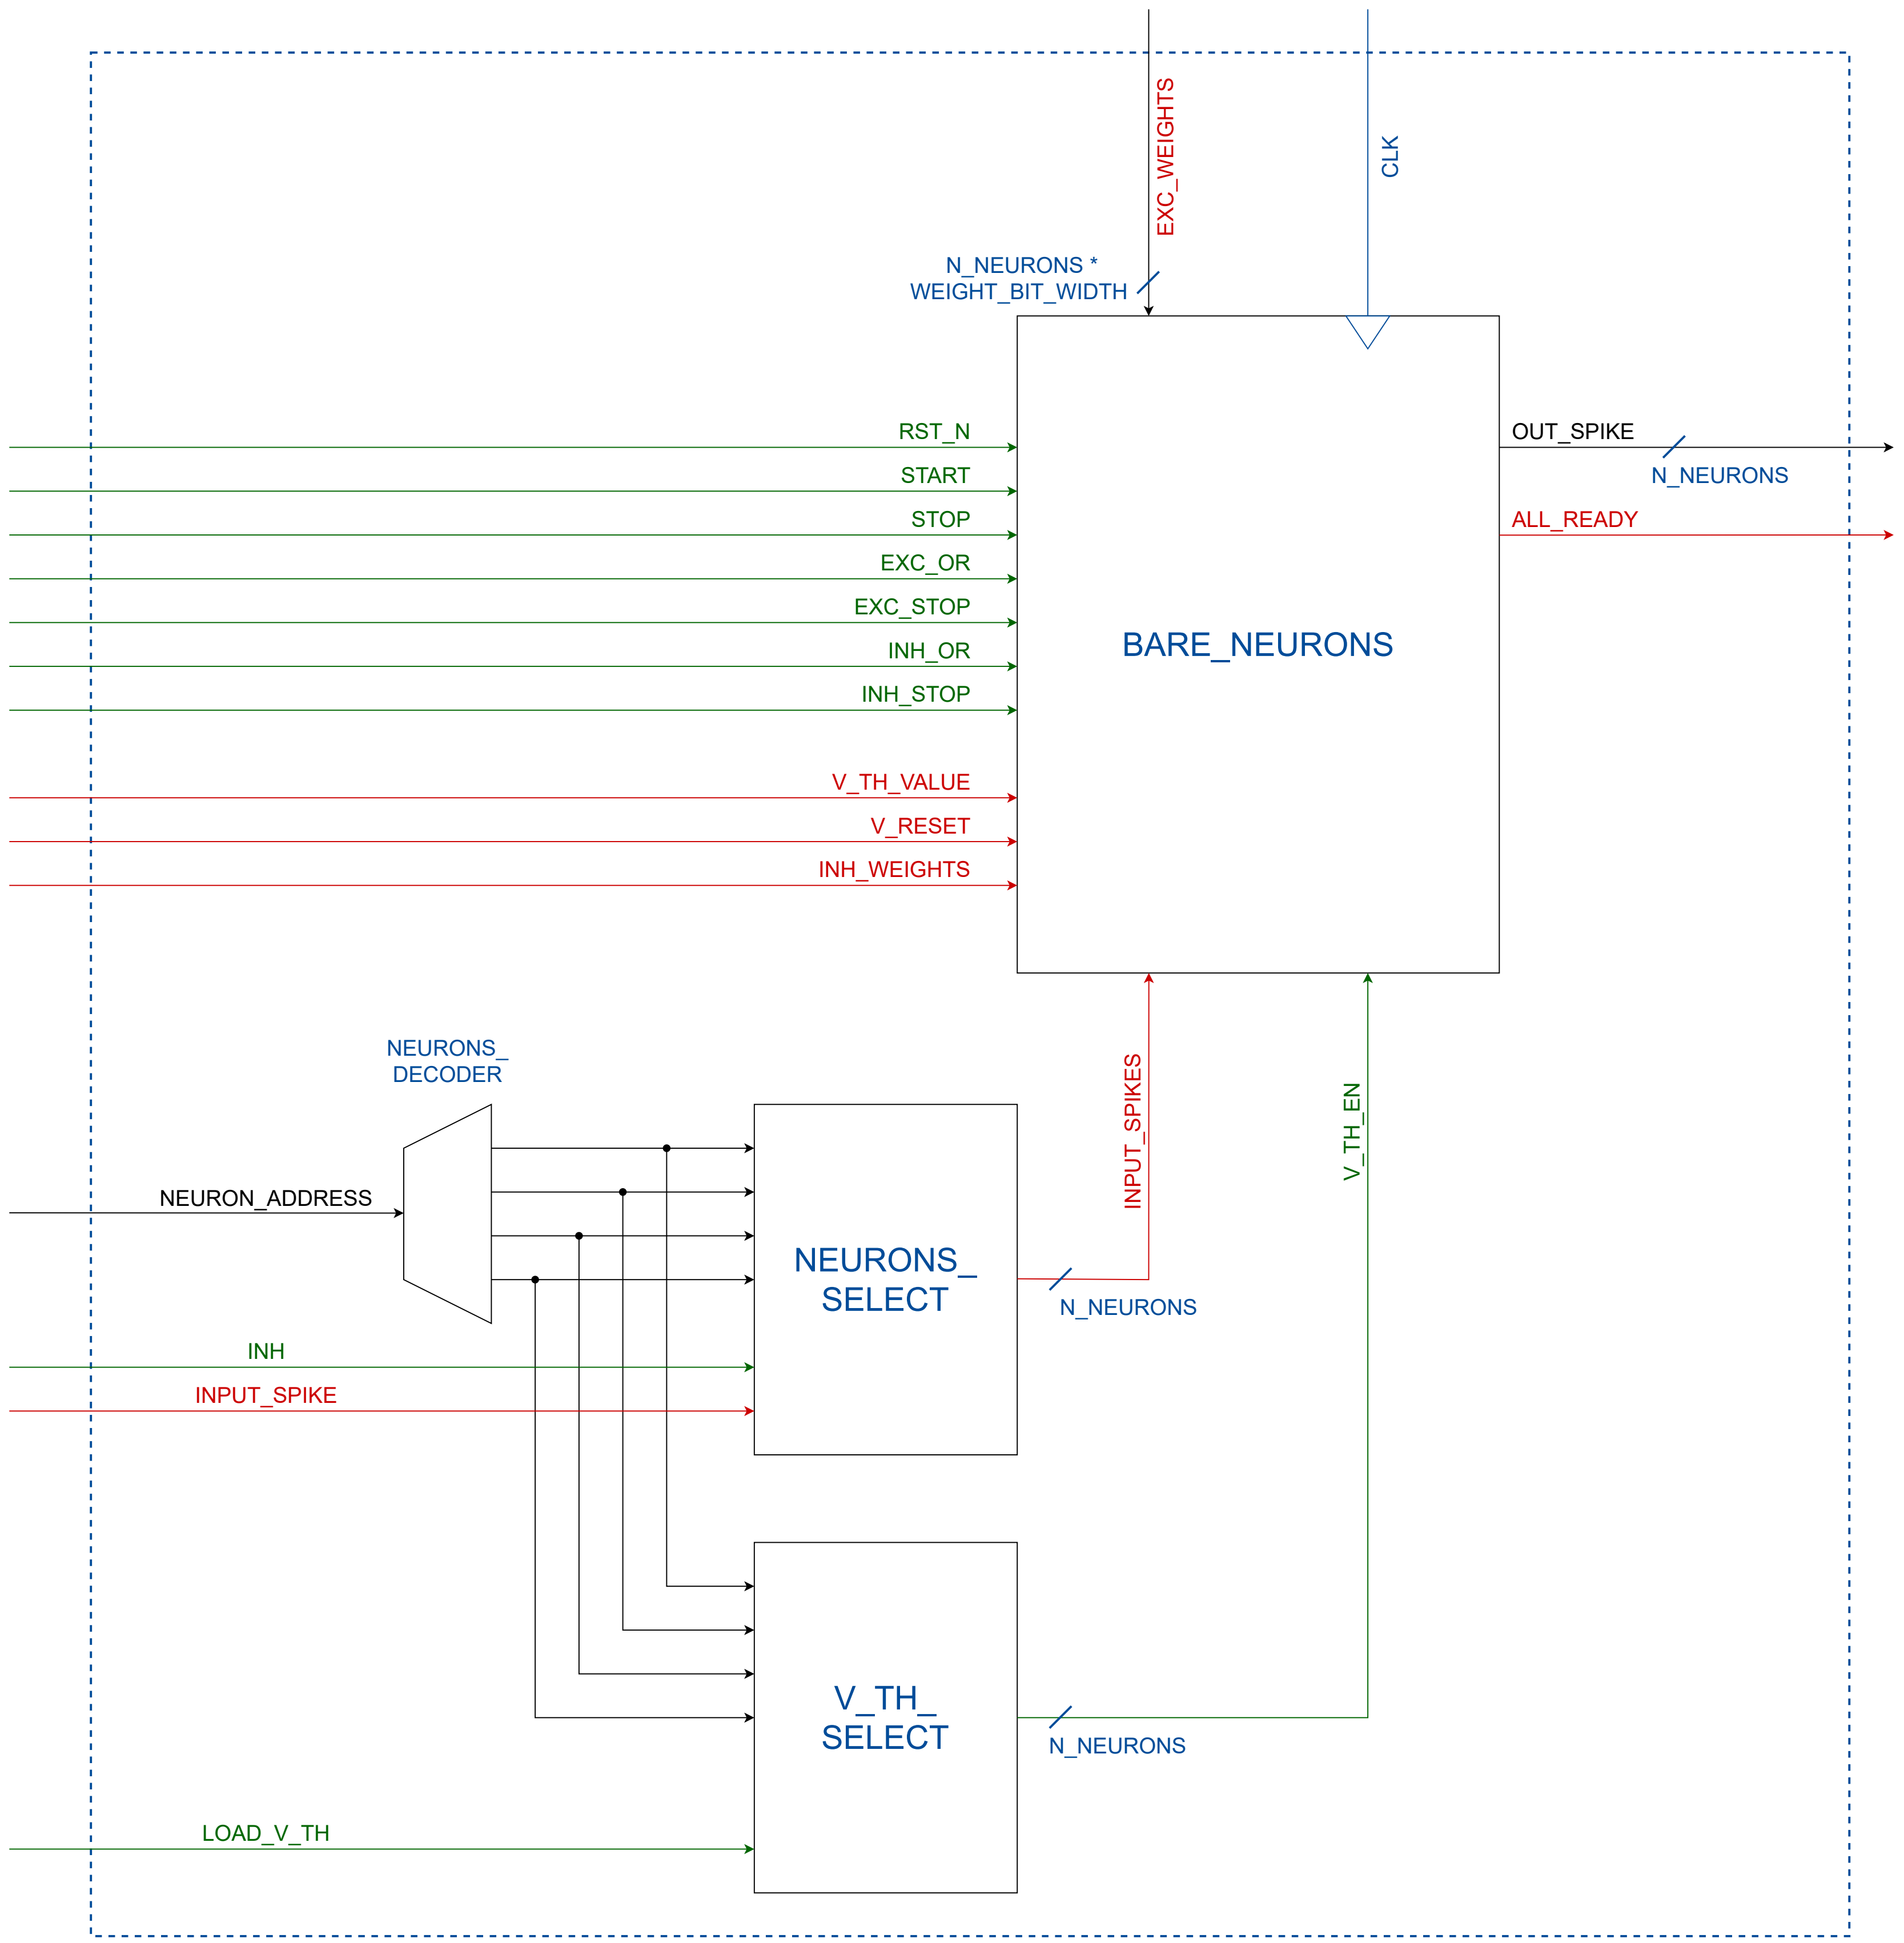 EXC_WEIGHTS
CLK
N_NEURONS *
WEIGHT_BIT_WIDTH
RST_N
OUT_SPIKE
START
N_NEURONS
STOP
ALL_READY
EXC_OR
EXC_STOP
BARE_NEURONS
INH_OR
INH_STOP
V_TH_VALUE
V_RESET
INH_WEIGHTS
NEURONS_
DECODER
INPUT_SPIKES
V_TH_EN
NEURON_ADDRESS
NEURONS_
SELECT
N_NEURONS
INH
INPUT_SPIKE
V_TH_
SELECT
N_NEURONS
LOAD_V_TH